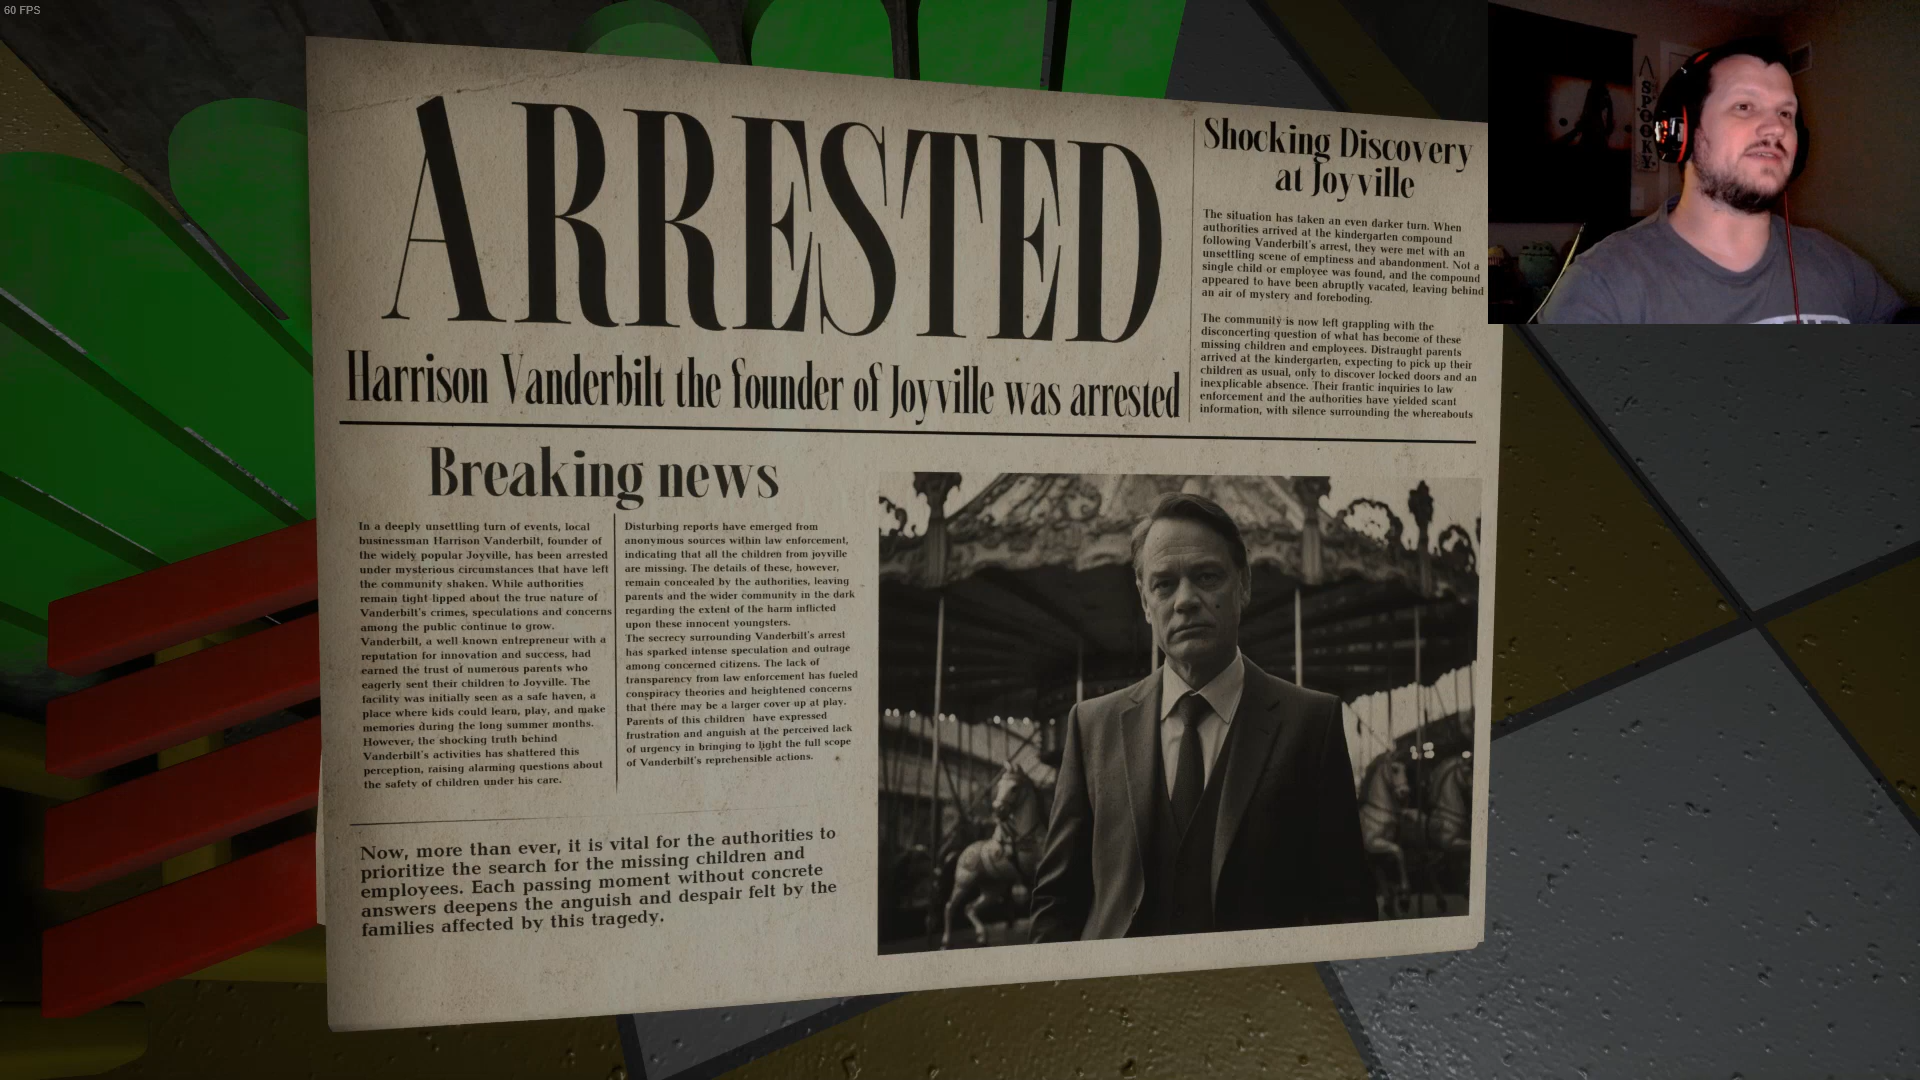 60 FPS
ARRESTED
Harrison Vanderbilt the founder of Joyville was arrested
Shocking Discovery
at Joyville
The situation has taken an even darker turn. When
authorities arrived at the kindergarten compound
following Vanderbilt's arrest, they were met with an
unsettling scene of emptiness and abandonment. Not a
single child or employee was found, and the compound
appeared to have been abruptly vacated, leaving behind
an air of mystery and foreboding.
The community is now left grappling with the
disconcerting question of what has become of these
missing children and employees. Distraught parents
arrived at the kindergarten, expecting to pick up their
children as usual, only to discover locked doors and an
inexplicable absence. Their frantic inquiries to law
enforcement and the authorities have yielded scant
information, with silence surrounding the whereabouts
Breaking news
In a deeply unsettling turn of events, local
businessman Harrison Vanderbilt, founder of
the widely popular Joyville, has been arrested
under mysterious circumstances that have left
the community shaken. While authorities
remain tight-lipped about the true nature of
Vanderbilt's crimes, speculations and concerns
among the public continue to grow.
Vanderbilt, a well known entrepreneur with a
reputation for innovation and success, had
earned the trust of numerous parents who
eagerly sent their children to Joyville. The
facility was initially seen as a safe haven, a
place where kids could learn, play, and make
memories during the long summer months.
However, the shocking truth behind
Vanderbilt's activities has shattered this
perception, raising alarming questions about
the safety of children under his care.
Disturbing reports have emerged from
anonymous sources within law enforcement,
indicating that all the children from joyville
are missing. The details of these, however,
remain concealed by the authorities, leaving
parents and the wider community in the dark
regarding the extent of the harm inflicted
upon these innocent youngsters.
The secrecy surrounding Vanderbilt's arrest
has sparked intense speculation and outrage
among concerned citizens. The lack of
transparency from law enforcement has fueled
conspiracy theories and heightened concerns
that there may be a larger cover up at play.
Parents of this children have expressed
frustration and anguish at the perceived lack
of urgency in bringing to light the full scope
of Vanderbilt's reprehensible actions.
Now, more than ever, it is vital for the authorities to
prioritize the search for the missing children and
employees. Each passing moment without concrete
answers deepens the anguish and despair felt by the
families affected by this tragedy.
SPOOKY